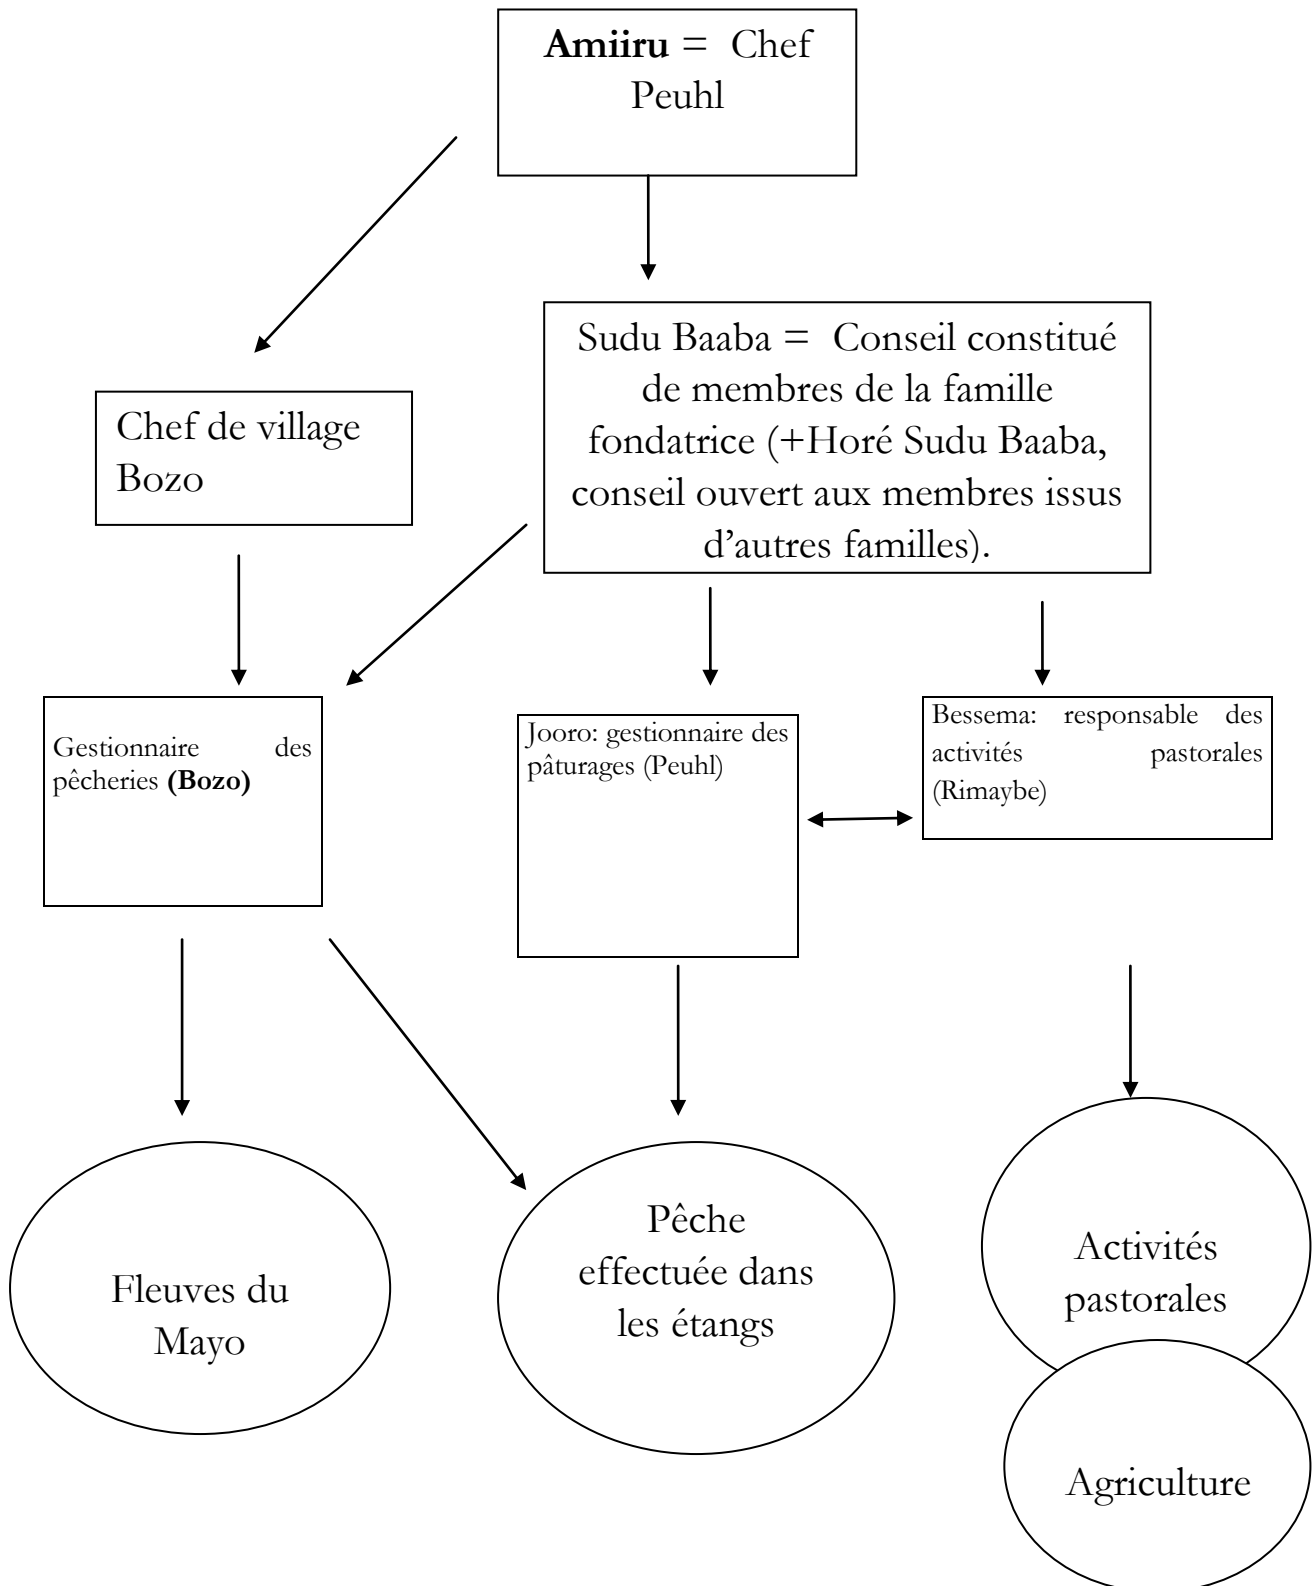 Amiiru = Chef
Peuhl
Sudu Baaba = Conseil constitué
de membres de la famille
fondatrice (+Horé Sudu Baaba,
conseil ouvert aux membres issus
d’autres familles).
Chef de village
Bozo
Gestionnaire des
pêcheries (Bozo)
Jooro: gestionnaire des
pâturages (Peuhl)
Bessema: responsable des
activités pastorales
(Rimaybe)
Fleuves du
Mayo
Pêche
effectuée dans
les étangs
Activités
pastorales
Agriculture